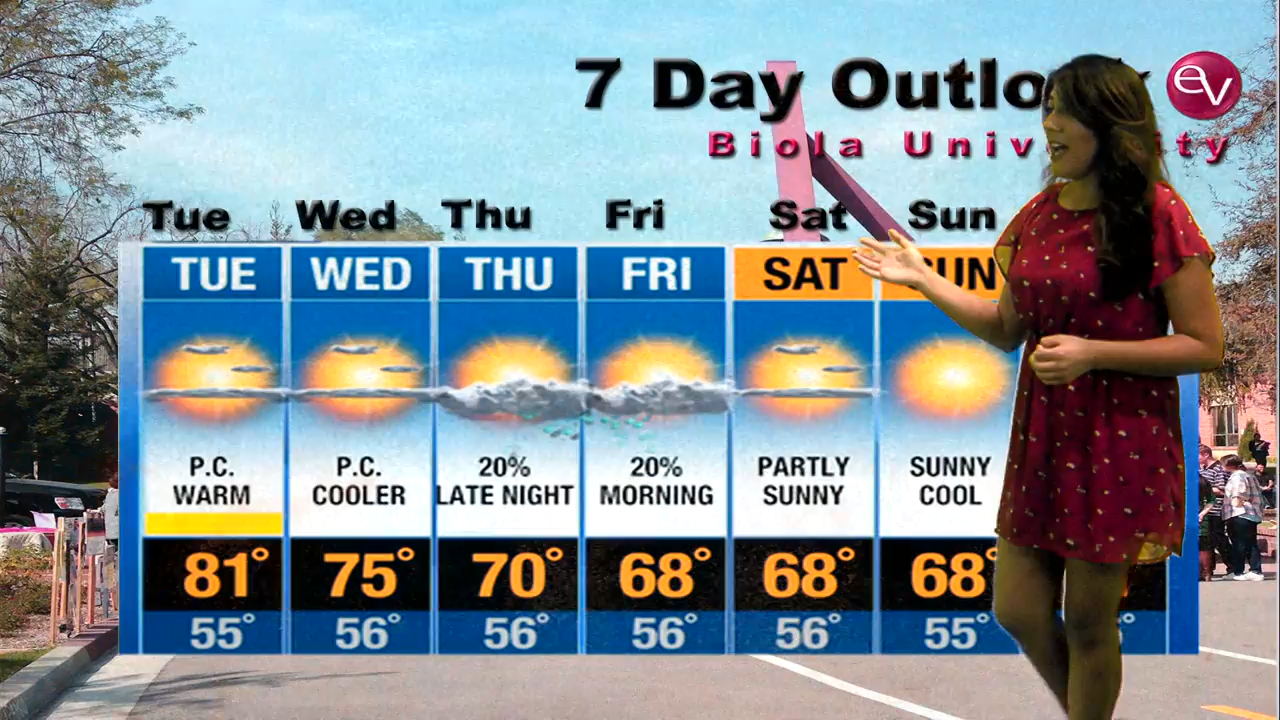 7 Day Outlo
eV
Biola Univ ity
Tue Wed Thu Fri Sat Sun
TUE WED THU FRI SAT SUN
P.C. P.C. 20% 20% PARTLY SUNNY
WARM COOLER LATE NIGHT MORNING SUNNY COOL
81° 75° 70° 68° 68° 68°
55° 56° 56° 56° 56° 55°